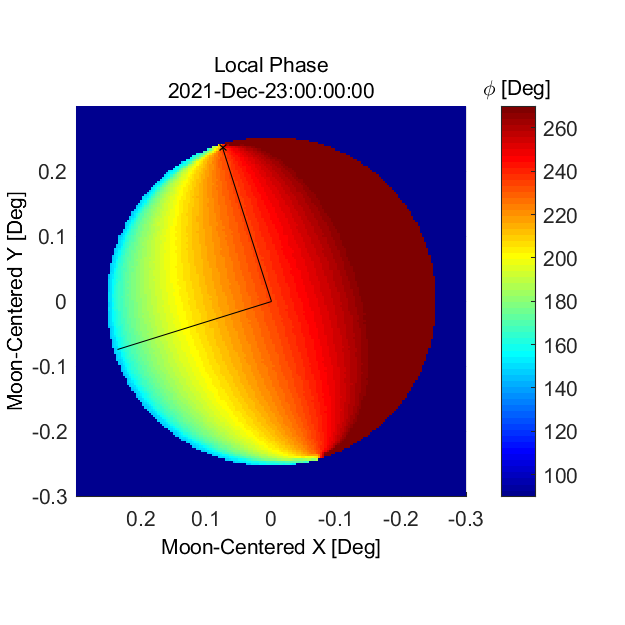 Local Phase
2021-Dec-23:00:00:00:00
ϕ [Deg]
0.2
0.1
0
-0.1
-0.2
-0.3
Moon-Centered Y [Deg]
0.2 0.1 0 -0.1 -0.2 -0.3
Moon-Centered X [Deg]
260
240
220
200
180
160
140
120
100